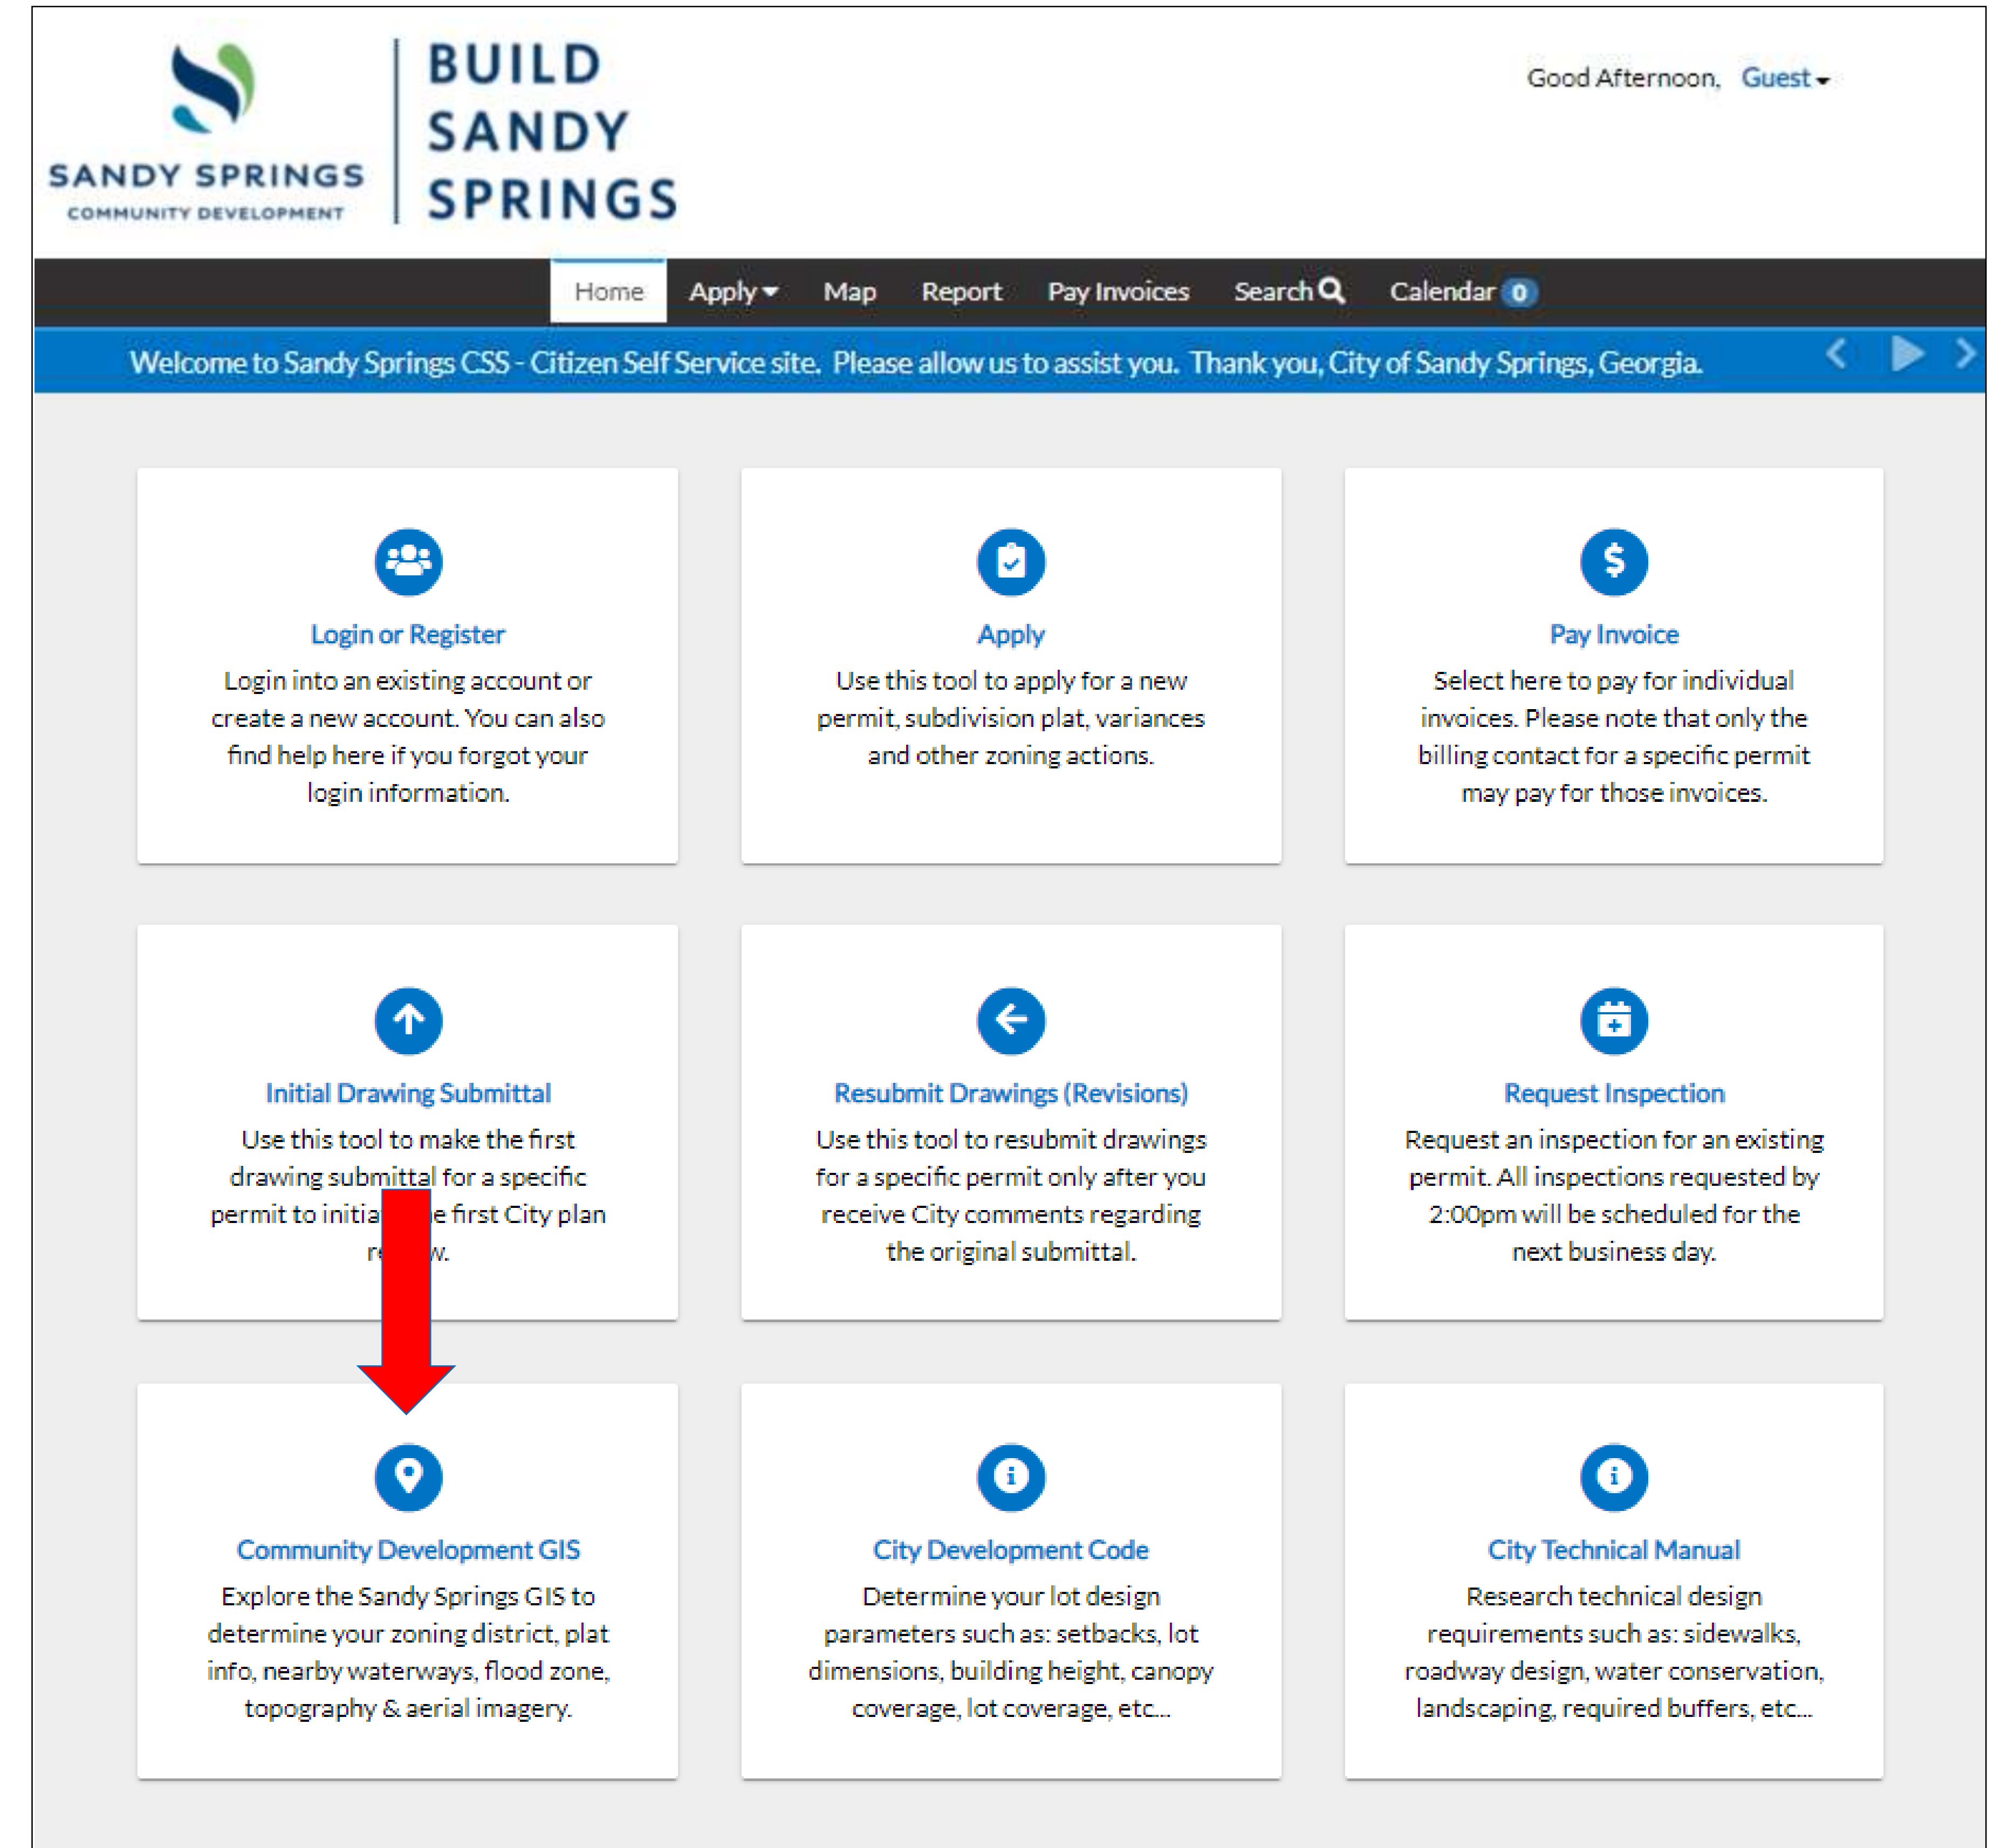 SANDY SPRINGS
COMMUNITY DEVELOPMENT
BUILD
SANDY
SPRINGS
Good Afternoon, Guest
Home Apply Map Report Pay Invoices Search Calendar 0
Welcome to Sandy Springs CSS - Citizen Self Service site. Please allow us to assist you. Thank you, City of Sandy Springs, Georgia.
Login or Register
Login into an existing account or
create a new account. You can also
find help here if you forgot your
login information.
Apply
Use this tool to apply for a new
permit, subdivision plat, variances
and other zoning actions.
Pay Invoice
Select here to pay for individual
invoices. Please note that only the
billing contact for a specific permit
may pay for those invoices.
Initial Drawing Submittal
Use this tool to make the first
drawing submittal for a specific
permit to first City plan
Resubmit Drawings (Revisions)
Use this tool to resubmit drawings
for a specific permit only after you
receive City comments regarding
the original submittal.
Request Inspection
Request an inspection for an existing
permit. All inspections requested by
2:00pm will be scheduled for the
next business day.
Community Development GIS
Explore the Sandy Springs GIS to
determine your zoning district, plat
info, nearby waterways, flood zone,
topography & aerial imagery.
City Development Code
Determine your lot design
parameters such as: setbacks, lot
dimensions, building height, canopy
coverage, lot coverage, etc...
City Technical Manual
Research technical design
requirements such as: sidewalks,
roadway design, water conservation,
landscaping, required buffers, etc...